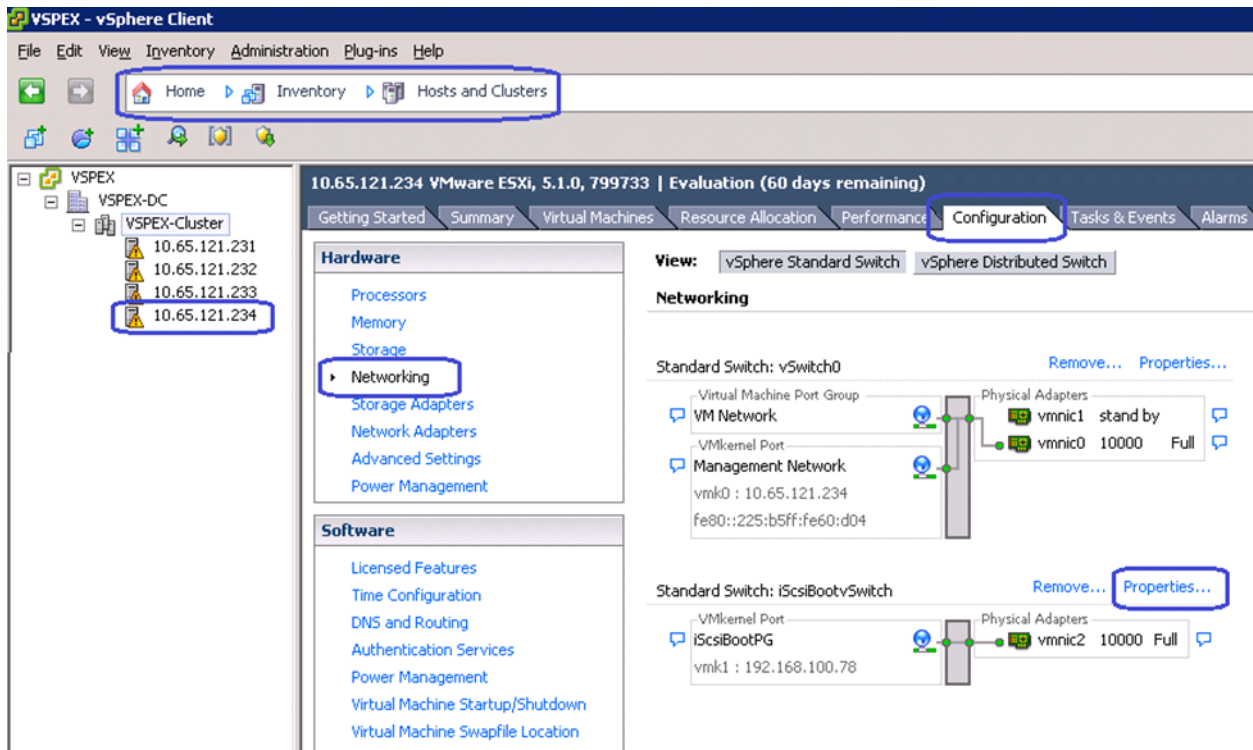 VSPEX - vSphere Client
File Edit View Inventory Administration Plug-ins Help
Home Inventory Hosts and Clusters
VSPEX
VSPEX-DC
VSPEX-Cluster
10.65.121.231
10.65.121.232
10.65.121.233
10.65.121.234
10.65.121.234 VMware ESXi, 5.1.0, 799733 | Evaluation (60 days remaining)
Getting Started Summary Virtual Machines Resource Allocation Performance Configuration Tasks & Events Alarms
Hardware
Processors
Memory
Storage
Networking
Storage Adapters
Network Adapters
Advanced Settings
Power Management
Software
Licensed Features
Time Configuration
DNS and Routing
Authentication Services
Power Management
Virtual Machine Startup/Shutdown
Virtual Machine Swapfile Location
View: vSphere Standard Switch vSphere Distributed Switch
Networking
Standard Switch: vSwitch0 Remove... Properties...
Virtual Machine Port Group
VM Network
VMkernel Port
Management Network
vmk0 : 10.65.121.234
fe80::225:b5ff:fe60:d04
Physical Adapters
vmnic1 stand by
vmnic0 10000 Full
Standard Switch: iScsiBootvSwitch Remove... Properties...
VMkernel Port
iScsiBootPG
vmk1 : 192.168.100.78
Physical Adapters
vmnic2 10000 Full